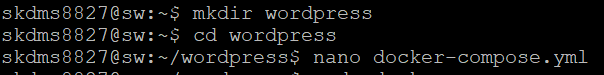 skdms8827@sw:~$ mkdir wordpress
skdms8827@sw:~$ cd wordpress
skdms8827@sw:~/wordpress$ nano docker-compose.yml